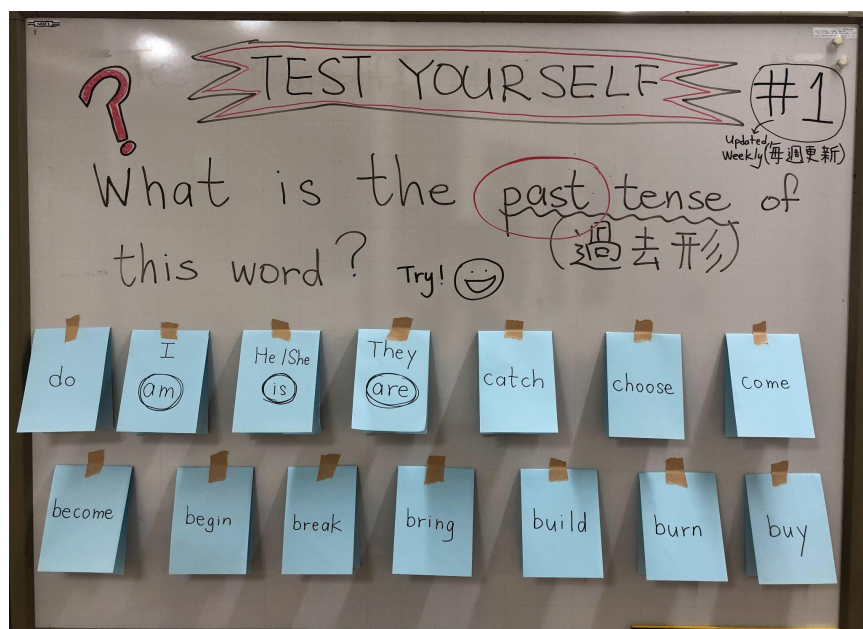 TEST YOURSELF
#1
Updated
Weekly (毎週更新)
What is the past tense of
(過去形)
this word? Try!
do
I
am
He/She
is
They
are
catch
choose
come
become
begin
break
bring
build
burn
buy